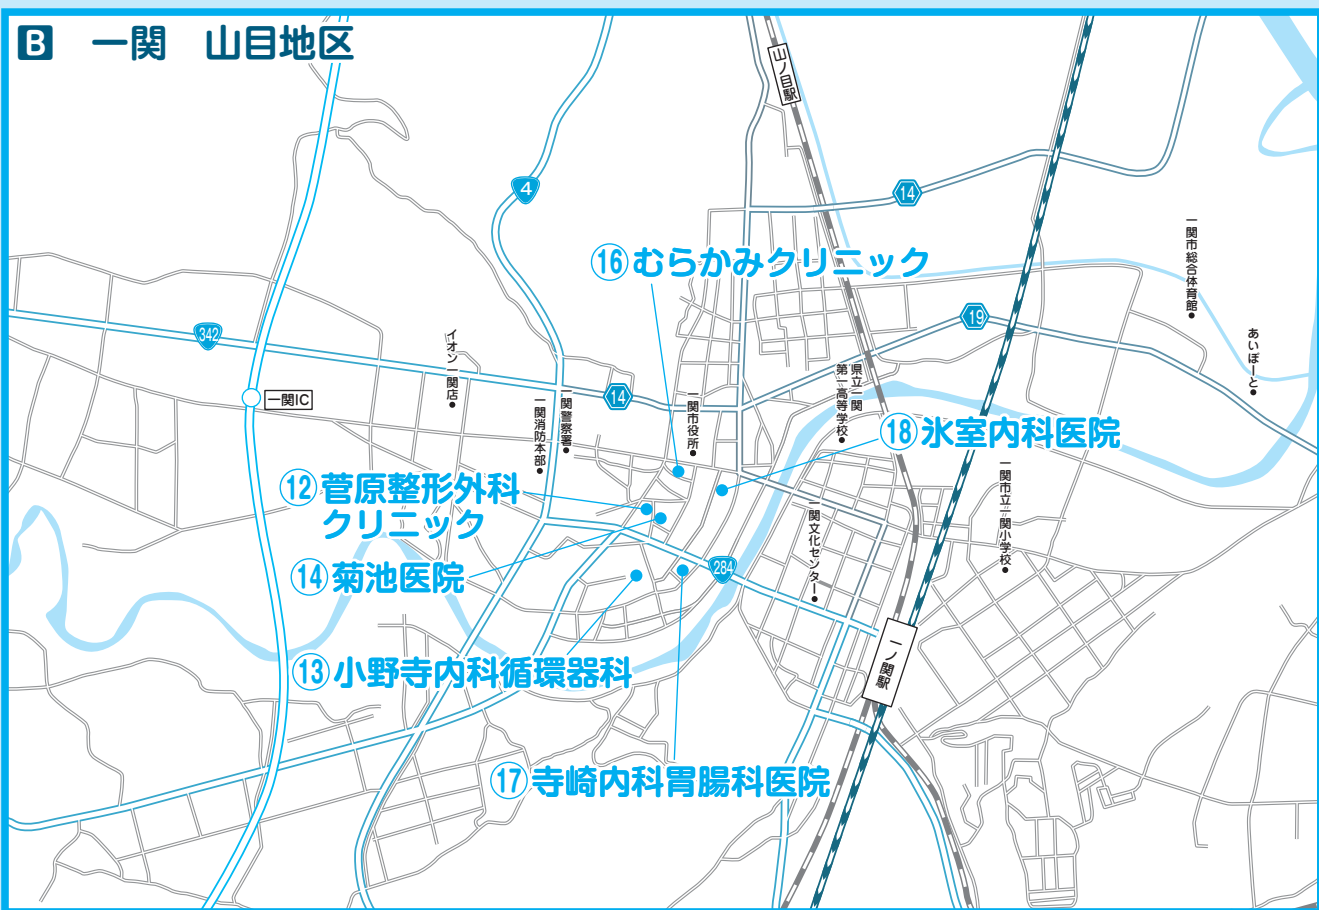 B 一関 山目地区
山ノ目駅
4
14
一関市総合体育館
⑯むらかみクリニック
19
342
イオン一関店
あいぽーと
一関IC
14
県立一関
第一高等学校
一関市役所
一関警察署
一関消防本部
⑱氷室内科医院
一関市立一関小学校
⑫菅原整形外科
クリニック
一関文化センター
⑭菊池医院
284
一ノ関駅
⑬小野寺内科循環器科
⑰寺崎内科胃腸科医院